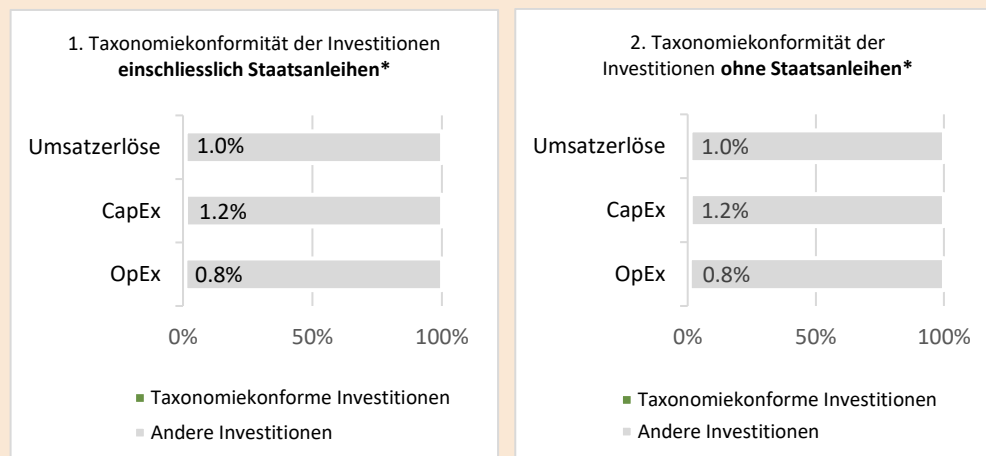 1. Taxonomiekonformität der Investitionen
einschliesslich Staatsanleihen*
Umsatzerlöse
1.0%
CapEx
1.2%
OpEx
0.8%
0%
50%
100%
Taxonomiekonforme Investitionen
Andere Investitionen
2. Taxonomiekonformität der
Investitionen ohne Staatsanleihen*
Umsatzerlöse
1.0%
CapEx
1.2%
OpEx
0.8%
0%
50%
100%
Taxonomiekonforme Investitionen
Andere Investitionen